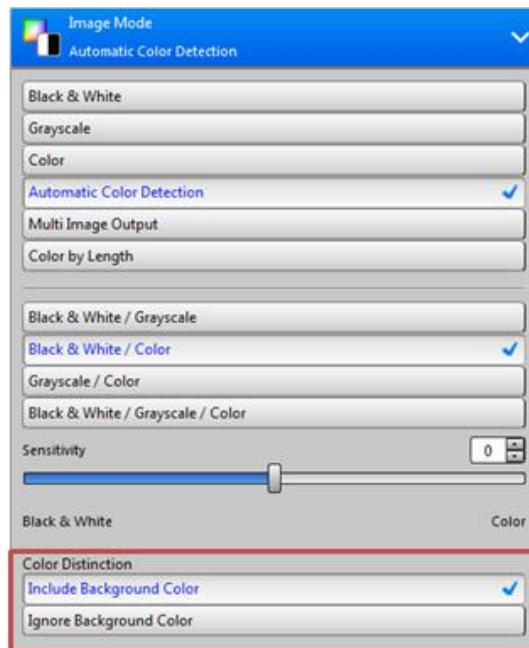 Image Mode
Automatic Color Detection
Black & White
Grayscale
Color
Automatic Color Detection
Multi Image Output
Color by Length
Black & White / Grayscale
Black & White / Color
Grayscale / Color
Black & White / Grayscale / Color
Sensitivity 0
Black & White Color
Color Distinction
Include Background Color
Ignore Background Color